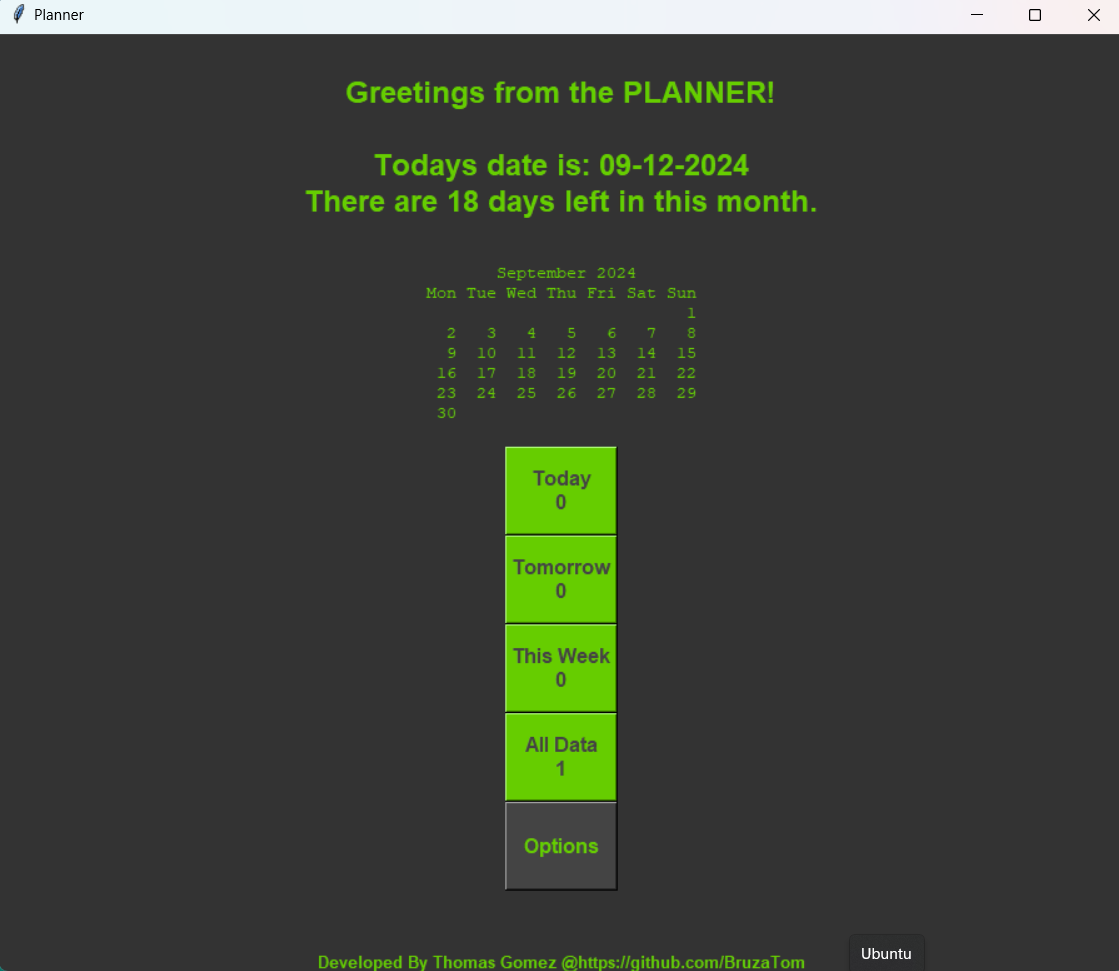 Planner
Greetings from the PLANNER!
Todays date is: 09-12-2024
There are 18 days left in this month.
September 2024
Mon Tue Wed Thu Fri Sat Sun
1
2 3 4 5 6 7 8
9 10 11 12 13 14 15
16 17 18 19 20 21 22
23 24 25 26 27 28 29
30
Today
0
Tomorrow
0
This Week
0
All Data
1
Options
Developed By Thomas Gomez @https://github.com/BruzaTom
Ubuntu